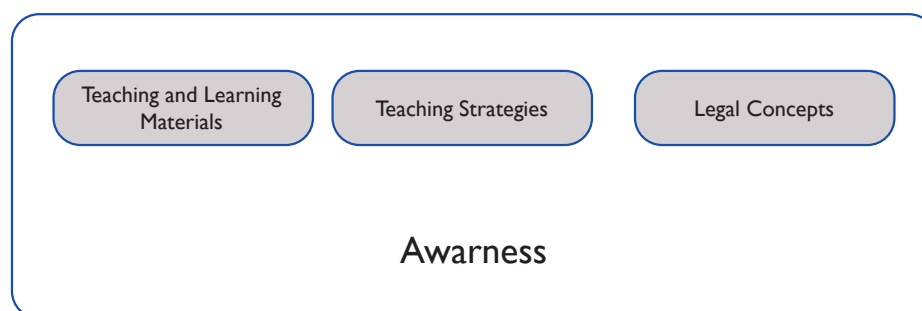 Teaching and Learning
Materials
Teaching Strategies
Legal Concepts
Awarness